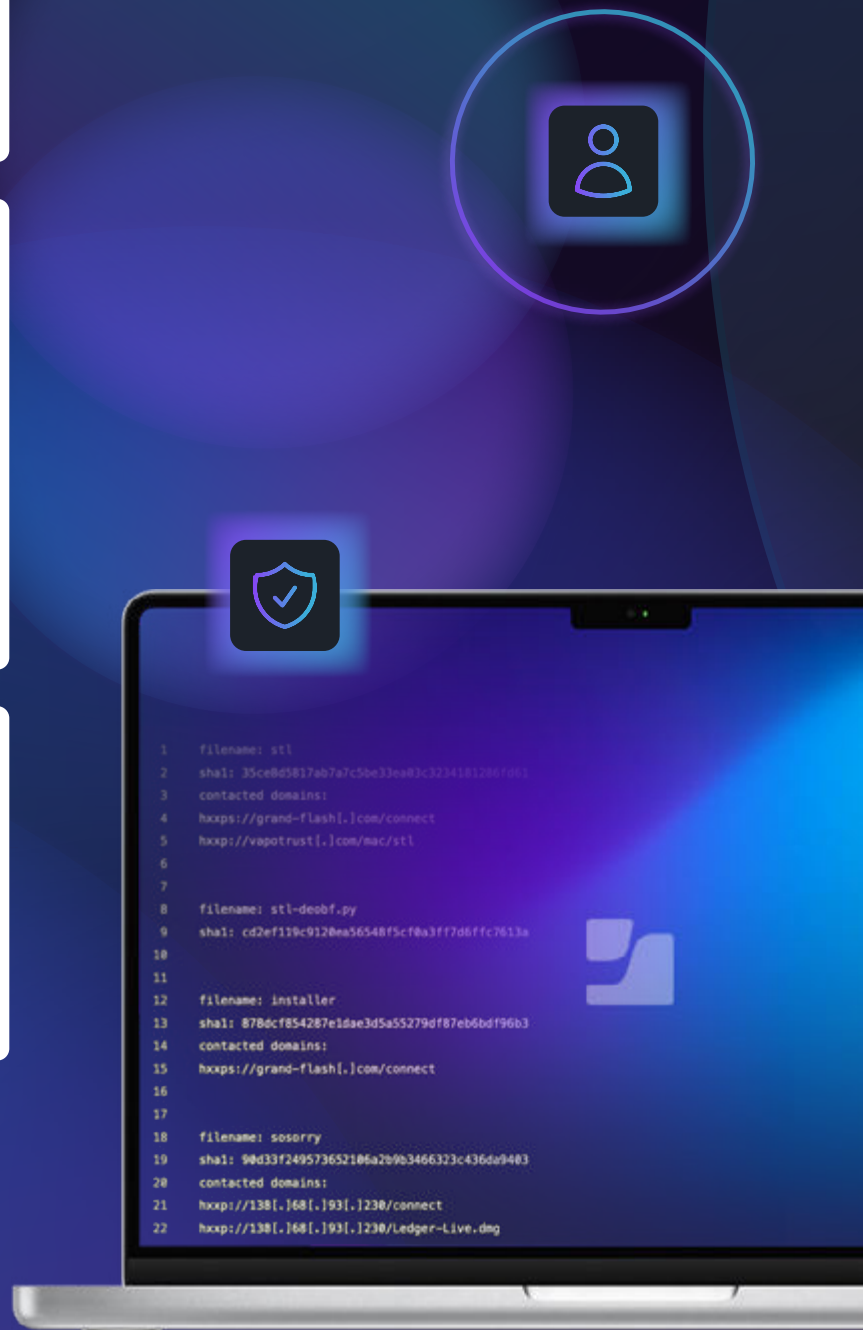 1 filename: stl
2 sha1: 35ce8d5817ab7a7c5be33ea03c3234181286fd61
3 contacted domains:
4 hxxps://grand-flash[.]com/connect
5 hxxp://vapotrust[.]com/mac/stl
6
7
8 filename: stl-deobf.py
9 sha1: cd2ef119c9120ea56548f5cf0a3ff7d6ffc7613a
10
11
12 filename: installer
13 sha1: 878dcf854287e1dae3d5a55279df87eb6bdf96b3
14 contacted domains:
15 hxxps://grand-flash[.]com/connect
16
17
18 filename: sosorry
19 sha1: 90d33f249573652106a2b9b3466323c436da9403
20 contacted domains:
21 hxxp://138[.]68[.]93[.]230/connect
22 hxxp://138[.]68[.]93[.]230/Ledger-Live.dmg